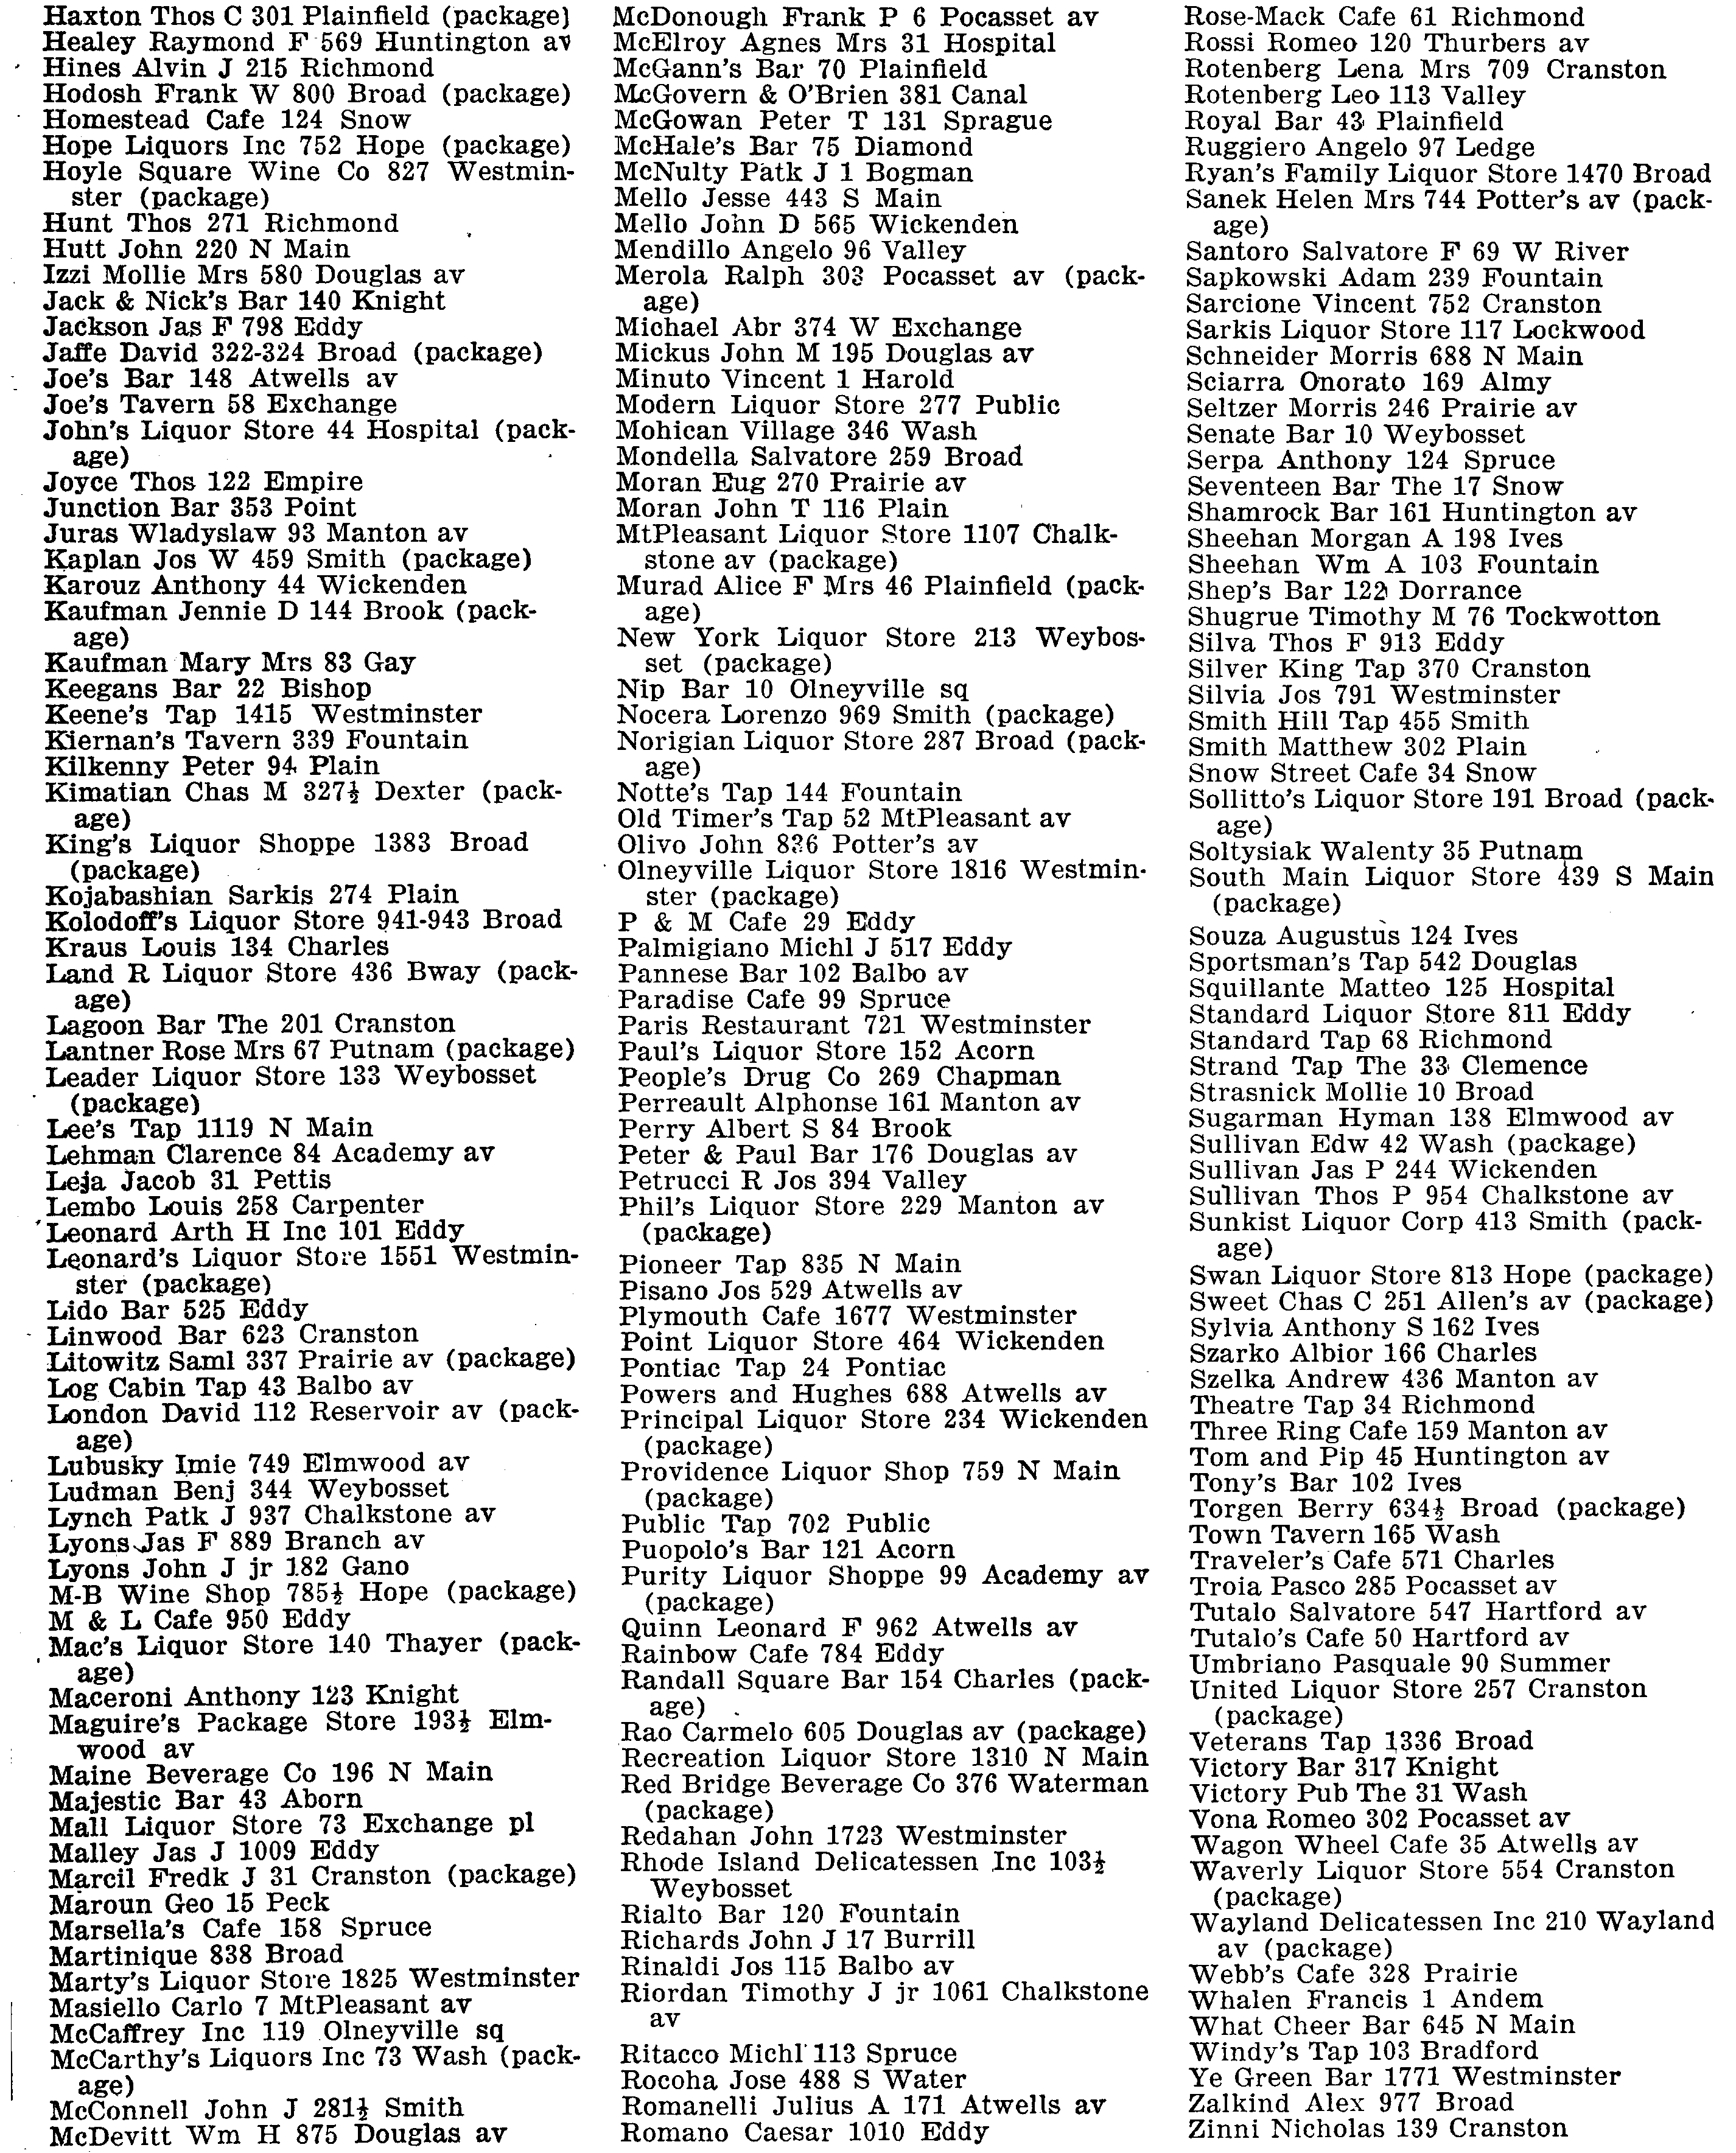 Haxton Thos C 301 Plainfield (package)
Healey Raymond F 569 Huntington av
Hines Alvin J 215 Richmond
Hodosh Frank W 800 Broad (package)
Homestead Cafe 124 Snow
Hope Liquors Inc 752 Hope (package)
Hoyle Square Wine Co 827 Westmin-
ster (package)
Hunt Thos 271 Richmond
Hutt John 220 N Main
Izzi Mollie Mrs 580 Douglas av
Jack & Nick's Bar 140 Knight
Jackson Jas F 798 Eddy
Jaffe David 322-324 Broad (package)
Joe's Bar 148 Atwells av
Joe's Tavern 58 Exchange
John's Liquor Store 44 Hospital (pack-
age)
Joyce Thos 122 Empire
Junction Bar 353 Point
Juras Wladyslaw 93 Manton av
Kaplan Jos W 459 Smith (package)
Karouz Anthony 44 Wickenden
Kaufman Jennie D 144 Brook (pack-
age)
Kaufman Mary Mrs 83 Gay
Keegans Bar 22 Bishop
Keene's Tap 1415 Westminster
Kiernan's Tavern 339 Fountain
Kilkenny Peter 94 Plain
Kimatian Chas M 327½ Dexter (pack-
age)
King's Liquor Shoppe 1383 Broad
(package)
Kojabashian Sarkis 274 Plain
Kolodoff's Liquor Store 941-943 Broad
Kraus Louis 134 Charles
Land R Liquor Store 436 Bway (pack-
age)
Lagoon Bar The 201 Cranston
Lantner Rose Mrs 67 Putnam (package)
Leader Liquor Store 133 Weybosset
(package)
Lee's Tap 1119 N Main
Lehman Clarence 84 Academy av
Leja Jacob 31 Pettis
Lembo Louis 258 Carpenter
Leonard Arth H Inc 101 Eddy
Leonard's Liquor Store 1551 Westmin-
ster (package)
Lido Bar 525 Eddy
Linwood Bar 623 Cranston
Litowitz Saml 337 Prairie av (package)
Log Cabin Tap 43 Balbo av
London David 112 Reservoir av (pack-
age)
Lubusky Imie 749 Elmwood av
Ludman Benj 344 Weybosset
Lynch Patk J 937 Chalkstone av
Lyons Jas F 889 Branch av
Lyons John J jr 182 Gano
M-B Wine Shop 785½ Hope (package)
M & L Cafe 950 Eddy
Mac's Liquor Store 140 Thayer (pack-
age)
Maceroni Anthony 123 Knight
Maguire's Package Store 193½ Elm-
wood av
Maine Beverage Co 196 N Main
Majestic Bar 43 Aborn
Mall Liquor Store 73 Exchange pl
Malley Jas J 1009 Eddy
Marcil Fredk J 31 Cranston (package)
Maroun Geo 15 Peck
Marsella's Cafe 158 Spruce
Martinique 838 Broad
Marty's Liquor Store 1825 Westminster
Masiello Carlo 7 MtPleasant av
McCaffrey Inc 119 Olneyville sq
McCarthy's Liquors Inc 73 Wash (pack-
age)
McConnell John J 281½ Smith
McDevitt Wm H 875 Douglas av
McDonough Frank P 6 Pocasset av
McElroy Agnes Mrs 31 Hospital
McGann's Bar 70 Plainfield
McGovern & O'Brien 381 Canal
McGowan Peter T 131 Sprague
McHale's Bar 75 Diamond
McNulty Patk J 1 Bogman
Mello Jesse 443 S Main
Mello John D 565 Wickenden
Mendillo Angelo 96 Valley
Merola Ralph 303 Pocasset av (pack-
age)
Michael Abr 374 W Exchange
Mickus John M 195 Douglas av
Minuto Vincent 1 Harold
Modern Liquor Store 277 Public
Mohican Village 346 Wash
Mondella Salvatore 259 Broad
Moran Eug 270 Prairie av
Moran John T 116 Plain
MtPleasant Liquor Store 1107 Chalk-
stone av (package)
Murad Alice F Mrs 46 Plainfield (pack-
age)
New York Liquor Store 213 Weybos-
set (package)
Nip Bar 10 Olneyville sq
Nocera Lorenzo 969 Smith (package)
Norigian Liquor Store 287 Broad (pack-
age)
Notte's Tap 144 Fountain
Old Timer's Tap 52 MtPleasant av
Olivo John 836 Potter's av
Olneyville Liquor Store 1816 Westmin-
ster (package)
P & M Cafe 29 Eddy
Palmigiano Michl J 517 Eddy
Pannese Bar 102 Balbo av
Paradise Cafe 99 Spruce
Paris Restaurant 721 Westminster
Paul's Liquor Store 152 Acorn
People's Drug Co 269 Chapman
Perreault Alphonse 161 Manton av
Perry Albert S 84 Brook
Peter & Paul Bar 176 Douglas av
Petrucci R Jos 394 Valley
Phil's Liquor Store 229 Manton av
(package)
Pioneer Tap 835 N Main
Pisano Jos 529 Atwells av
Plymouth Cafe 1677 Westminster
Point Liquor Store 464 Wickenden
Pontiac Tap 24 Pontiac
Powers and Hughes 688 Atwells av
Principal Liquor Store 234 Wickenden
(package)
Providence Liquor Shop 759 N Main
(package)
Public Tap 702 Public
Puopolo's Bar 121 Acorn
Purity Liquor Shoppe 99 Academy av
(package)
Quinn Leonard F 962 Atwells av
Rainbow Cafe 784 Eddy
Randall Square Bar 154 Charles (pack-
age)
Rao Carmelo 605 Douglas av (package)
Recreation Liquor Store 1310 N Main
Red Bridge Beverage Co 376 Waterman
(package)
Redahan John 1723 Westminster
Rhode Island Delicatessen Inc 103½
Weybosset
Rialto Bar 120 Fountain
Richards John J 17 Burrill
Rinaldi Jos 115 Balbo av
Riordan Timothy J jr 1061 Chalkstone
av
Ritacco Michl 113 Spruce
Rocoha Jose 488 S Water
Romanelli Julius A 171 Atwells av
Romano Caesar 1010 Eddy
Rose-Mack Cafe 61 Richmond
Rossi Romeo 120 Thurbers av
Rotenberg Lena Mrs 709 Cranston
Rotenberg Leo 113 Valley
Royal Bar 43 Plainfield
Ruggiero Angelo 97 Ledge
Ryan's Family Liquor Store 1470 Broad
Sanek Helen Mrs 744 Potter's av (pack-
age)
Santoro Salvatore F 69 W River
Sapkowski Adam 239 Fountain
Sarcione Vincent 752 Cranston
Sarkis Liquor Store 117 Lockwood
Schneider Morris 688 N Main
Sciarra Onorato 169 Almy
Seltzer Morris 246 Prairie av
Senate Bar 10 Weybosset
Serpa Anthony 124 Spruce
Seventeen Bar The 17 Snow
Shamrock Bar 161 Huntington av
Sheehan Morgan A 198 Ives
Sheehan Wm A 103 Fountain
Shep's Bar 122 Dorrance
Shugrue Timothy M 76 Tockwotton
Silva Thos F 913 Eddy
Silver King Tap 370 Cranston
Silvia Jos 791 Westminster
Smith Hill Tap 455 Smith
Smith Matthew 302 Plain
Snow Street Cafe 34 Snow
Sollitto's Liquor Store 191 Broad (pack-
age)
Soltysiak Walenty 35 Putnam
South Main Liquor Store 439 S Main
(package)
Souza Augustus 124 Ives
Sportsman's Tap 542 Douglas
Squillante Matteo 125 Hospital
Standard Liquor Store 811 Eddy
Standard Tap 68 Richmond
Strand Tap The 33 Clemence
Strasnick Mollie 10 Broad
Sugarman Hyman 138 Elmwood av
Sullivan Edw 42 Wash (package)
Sullivan Jas P 244 Wickenden
Sullivan Thos P 954 Chalkstone av
Sunkist Liquor Corp 413 Smith (pack-
age)
Swan Liquor Store 813 Hope (package)
Sweet Chas C 251 Allen's av (package)
Sylvia Anthony S 162 Ives
Szarko Albior 166 Charles
Szelka Andrew 436 Manton av
Theatre Tap 34 Richmond
Three Ring Cafe 159 Manton av
Tom and Pip 45 Huntington av
Tony's Bar 102 Ives
Torgen Berry 634½ Broad (package)
Town Tavern 165 Wash
Traveler's Cafe 571 Charles
Troia Pasco 285 Pocasset av
Tutalo Salvatore 547 Hartford av
Tutalo's Cafe 50 Hartford av
Umbriano Pasquale 90 Summer
United Liquor Store 257 Cranston
(package)
Veterans Tap 1336 Broad
Victory Bar 317 Knight
Victory Pub The 31 Wash
Vona Romeo 302 Pocasset av
Wagon Wheel Cafe 35 Atwells av
Waverly Liquor Store 554 Cranston
(package)
Wayland Delicatessen Inc 210 Wayland
av (package)
Webb's Cafe 328 Prairie
Whalen Francis 1 Andem
What Cheer Bar 645 N Main
Windy's Tap 103 Bradford
Ye Green Bar 1771 Westminster
Zalkind Alex 977 Broad
Zinni Nicholas 139 Cranston